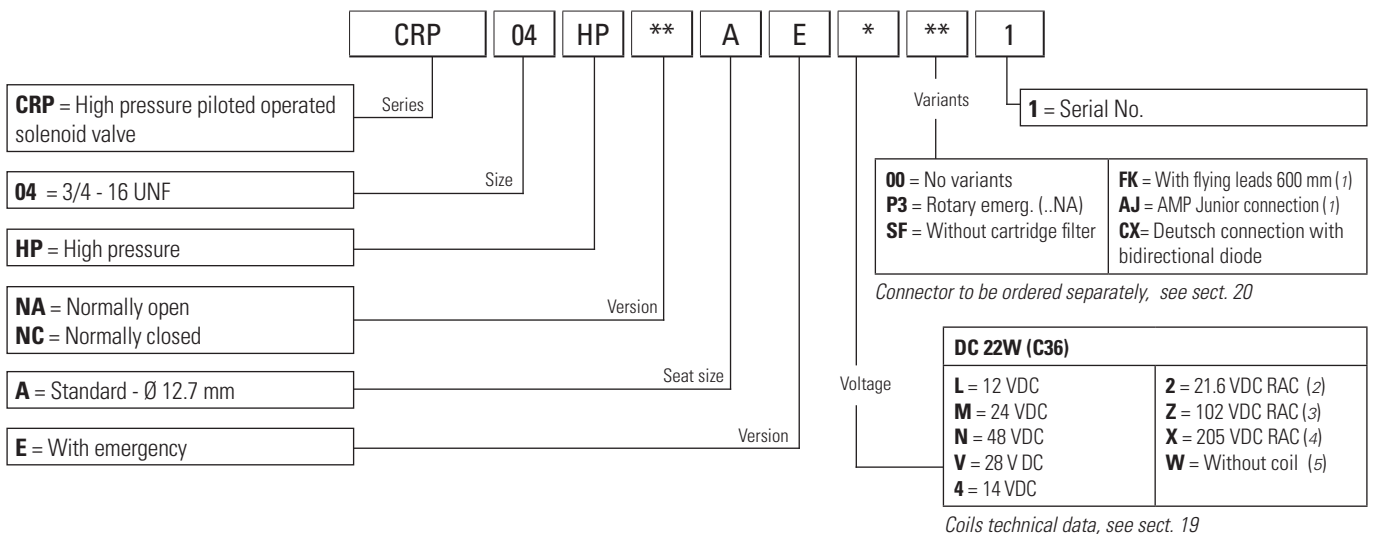 CRP 04 HP ** A E * ** 1
CRP = High pressure piloted operated
solenoid valve
Series
04 = 3/4 - 16 UNF
Size
HP = High pressure
NA = Normally open
NC = Normally closed
Version
A = Standard - Ø 12.7 mm
Seat size
E = With emergency
Version
Voltage
Variants
1 = Serial No.
00 = No variants
P3 = Rotary emerg. (..NA)
SF = Without cartridge filter
FK = With flying leads 600 mm (1)
AJ = AMP Junior connection (1)
CX= Deutsch connection with
bidirectional diode
Connector to be ordered separately, see sect. 20
DC 22W (C36)
L = 12 VDC
M = 24 VDC
N = 48 VDC
V = 28 V DC
4 = 14 VDC
2 = 21.6 VDC RAC (2)
Z = 102 VDC RAC (3)
X = 205 VDC RAC (4)
W = Without coil (5)
Coils technical data, see sect. 19